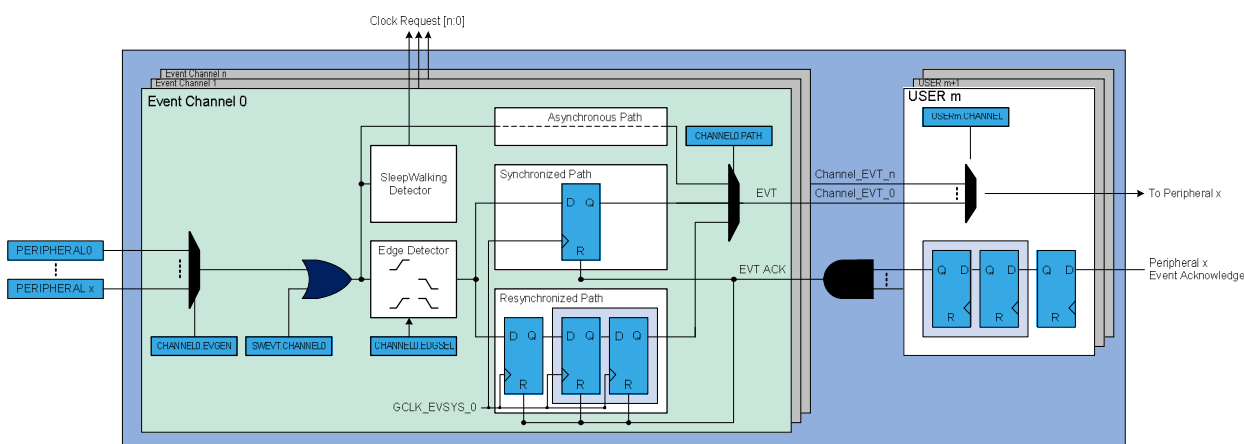 Clock Request [n:0]
Event Channel n
Event Channel 1
Event Channel 0
USER m+1
USER m
Asynchronous Path
CHANNEL0.PATH
USERm.CHANNEL
SleepWalking
Detector
Synchronized Path
D Q
R
EVT
Channel_EVT_n
Channel_EVT_0
To Peripheral x
PERIPHERAL0
PERIPHERAL x
Edge Detector
EVT ACK
Q D
R
Q D
R
Q D
R
Peripheral x
Event Acknowledge
Resynchronized Path
D Q
R
D Q
R
D Q
R
CHANNEL0.EVGEN
SWEVT.CHANNEL0
CHANNEL0.EDGSEL
GCLK_EVSYS_0